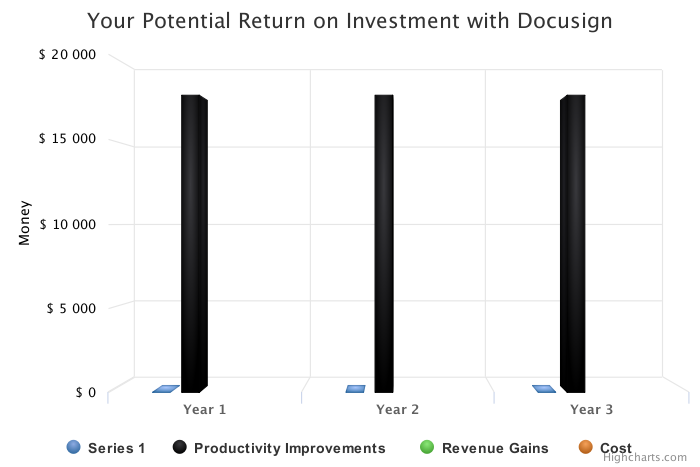 Your Potential Return on Investment with Docusign
$ 20 000
$ 15 000
$ 10 000
$ 5 000
$ 0
Money
Year 1 Year 2 Year 3
Series 1 Productivity Improvements Revenue Gains Cost
Highcharts.com